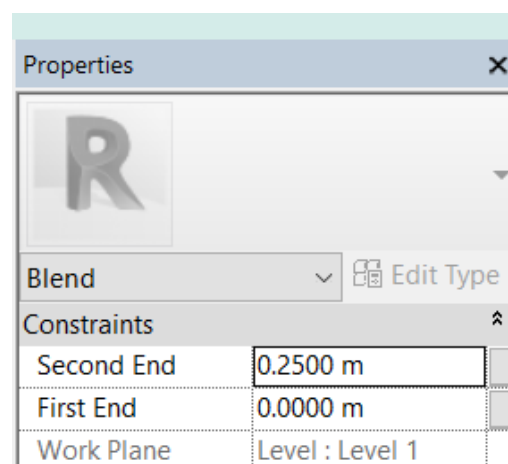 Properties
R
Blend Edit Type
Constraints
Second End 0.2500 m
First End 0.0000 m
Work Plane Level : Level 1